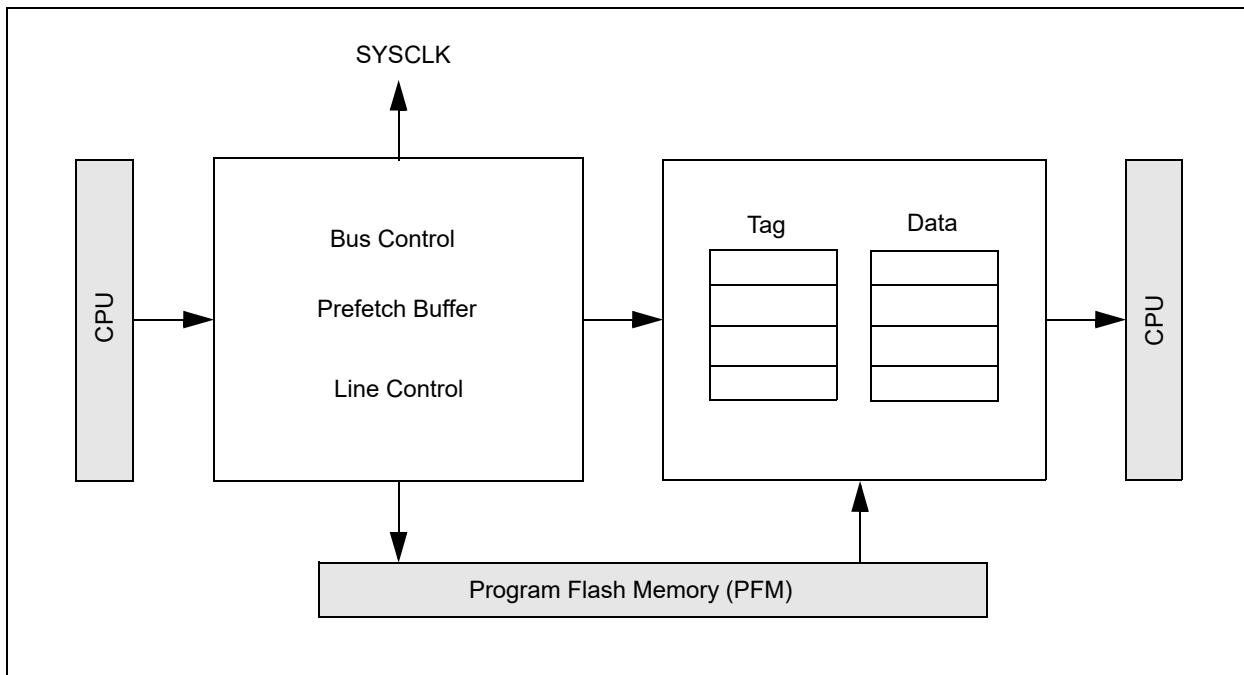 SYSCLK
CPU
Bus Control
Prefetch Buffer
Line Control
Tag
Data
CPU
Program Flash Memory (PFM)